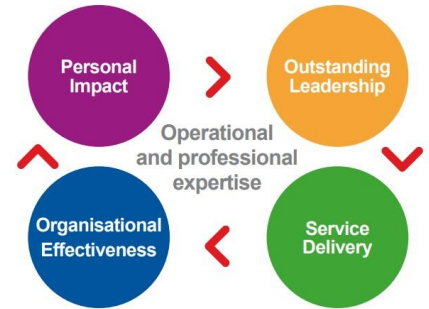 Personal
Impact
Outstanding
Leadership
Operational
and professional
expertise
Organisational
Effectiveness
Service
Delivery